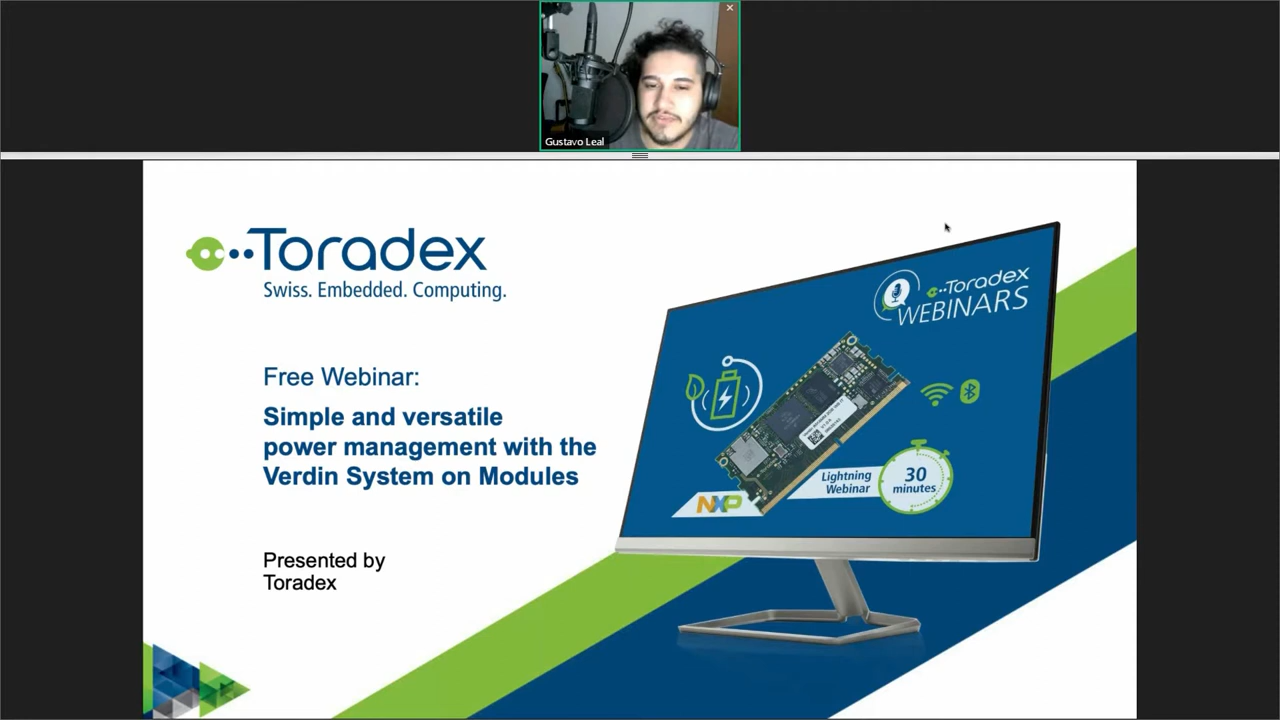 Gustavo Leal
Toradex
Swiss. Embedded. Computing.
Free Webinar:
Simple and versatile
power management with the
Verdin System on Modules
Presented by
Toradex
Toradex
WEBINARS
Lightning
Webinar
30
minutes
NXP